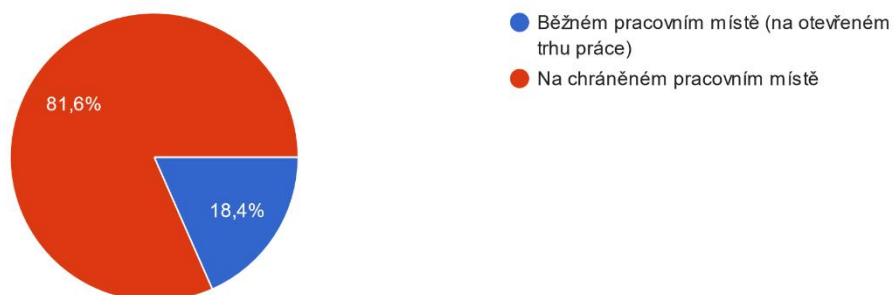 Běžném pracovním místě (na otevřeném
trhu práce)
Na chráněném pracovním místě
81,6%
18,4%